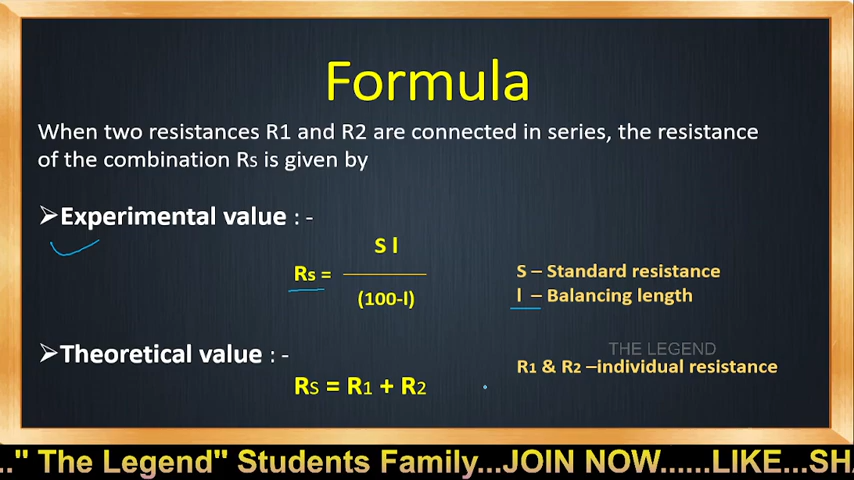 Formula
When two resistances R1 and R2 are connected in series, the resistance
of the combination Rs is given by
➢Experimental value : -
S l
Rs =
(100-l)
S – Standard resistance
l – Balancing length
➢Theoretical value : -
THE LEGEND
R1 & R2 –individual resistance
RS = R1 + R2
.." The Legend" Students Family...JOIN NOW......LIKE...SHA